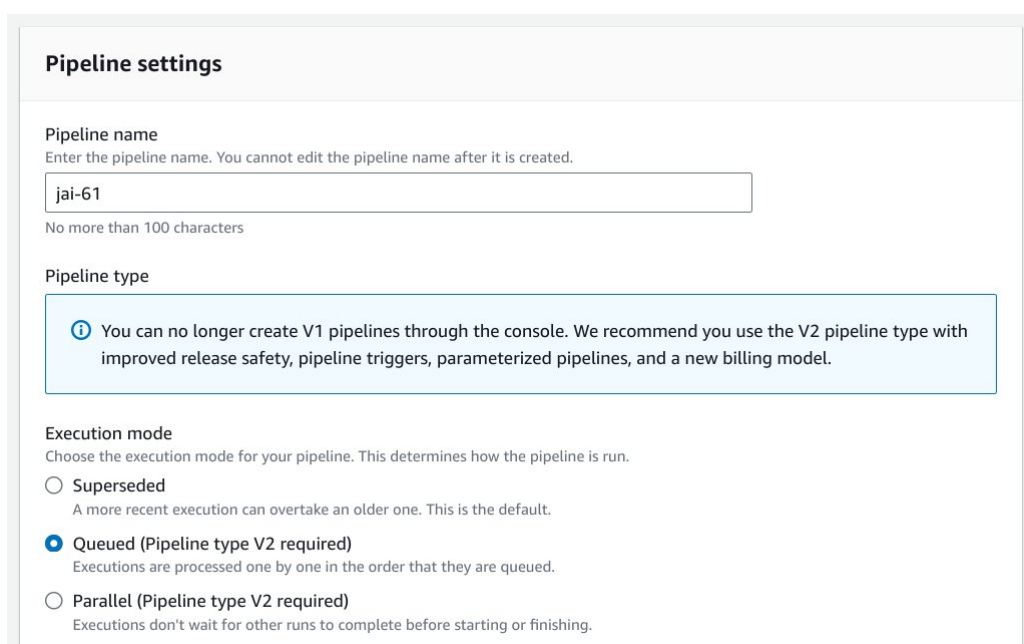 Pipeline settings
Pipeline name
Enter the pipeline name. You cannot edit the pipeline name after it is created.
jai-61
No more than 100 characters
Pipeline type
You can no longer create V1 pipelines through the console. We recommend you use the V2 pipeline type with
improved release safety, pipeline triggers, parameterized pipelines, and a new billing model.
Execution mode
Choose the execution mode for your pipeline. This determines how the pipeline is run.
Superseded
A more recent execution can overtake an older one. This is the default.
Queued (Pipeline type V2 required)
Executions are processed one by one in the order that they are queued.
Parallel (Pipeline type V2 required)
Executions don't wait for other runs to complete before starting or finishing.